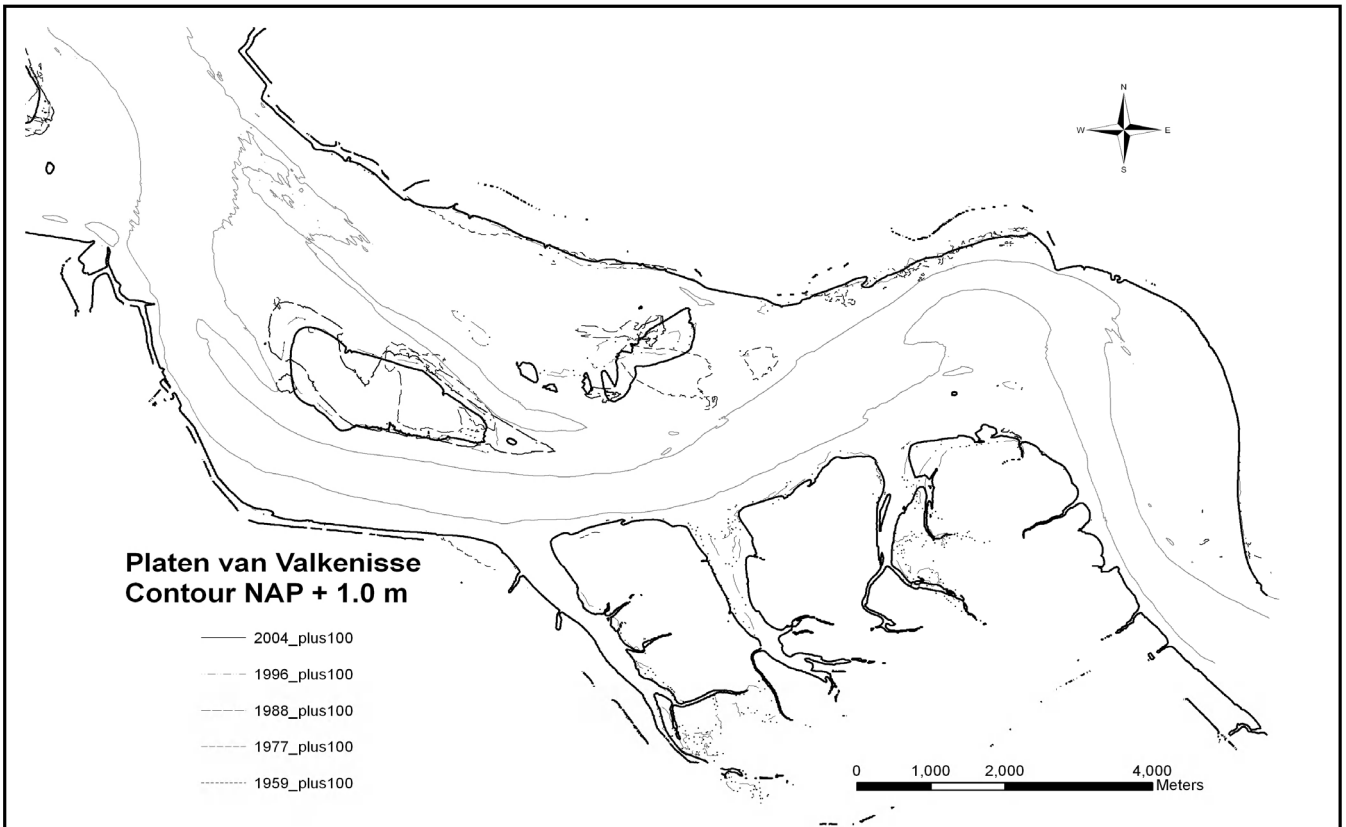 N
W E
S
Platen van Valkenisse
Contour NAP + 1.0 m
2004_plus100
1996_plus100
1988_plus100
1977_plus100
1959_plus100
0 1,000 2,000 4,000
Meters